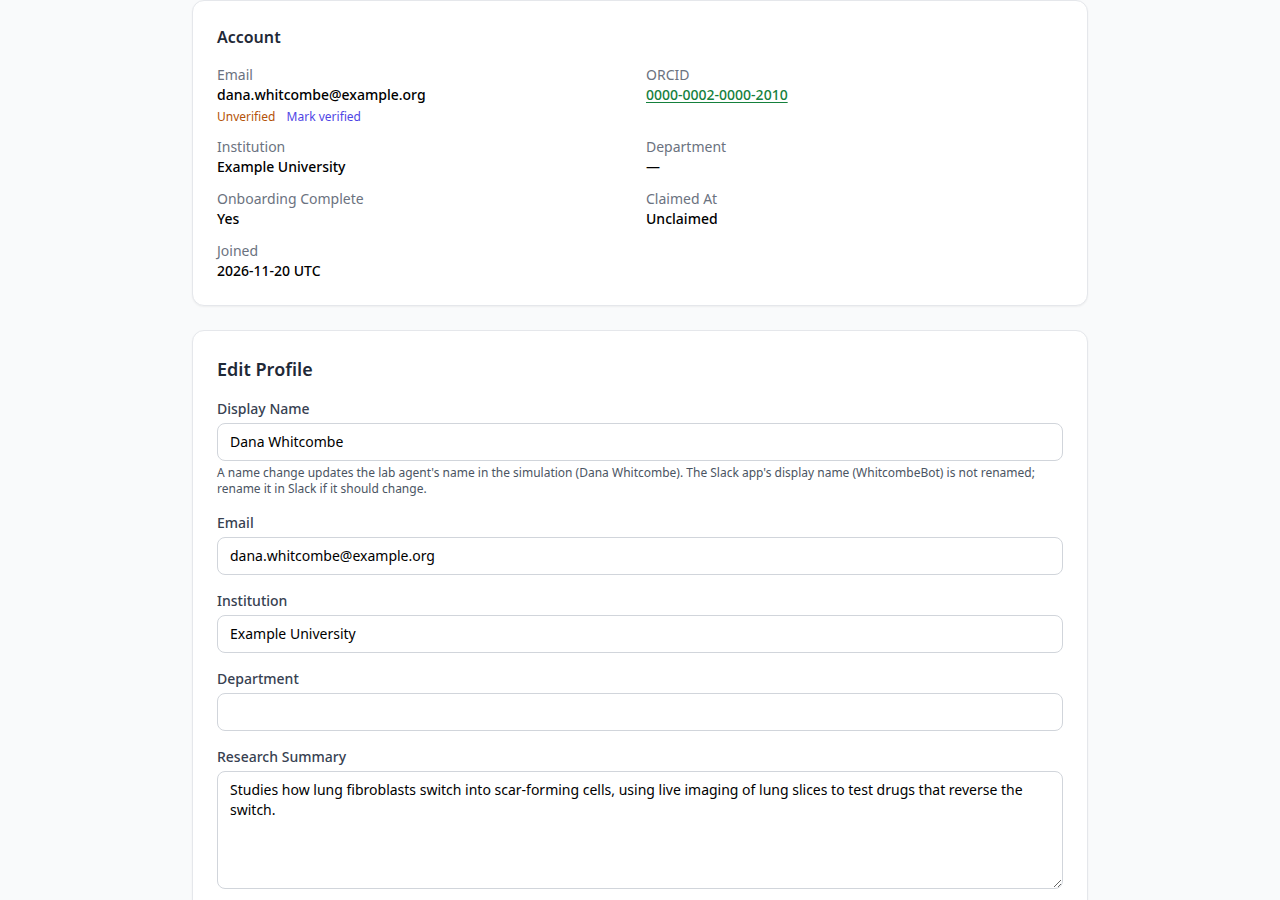 Account
Email
dana.whitcombe@example.org
Unverified Mark verified
ORCID
0000-0002-0000-2010
Institution
Example University
Department
—
Onboarding Complete
Yes
Claimed At
Unclaimed
Joined
2026-11-20 UTC
Edit Profile
Display Name
Dana Whitcombe
A name change updates the lab agent's name in the simulation (Dana Whitcombe). The Slack app's display name (WhitcombeBot) is not renamed;
rename it in Slack if it should change.
Email
dana.whitcombe@example.org
Institution
Example University
Department
Research Summary
Studies how lung fibroblasts switch into scar-forming cells, using live imaging of lung slices to test drugs that reverse the
switch.